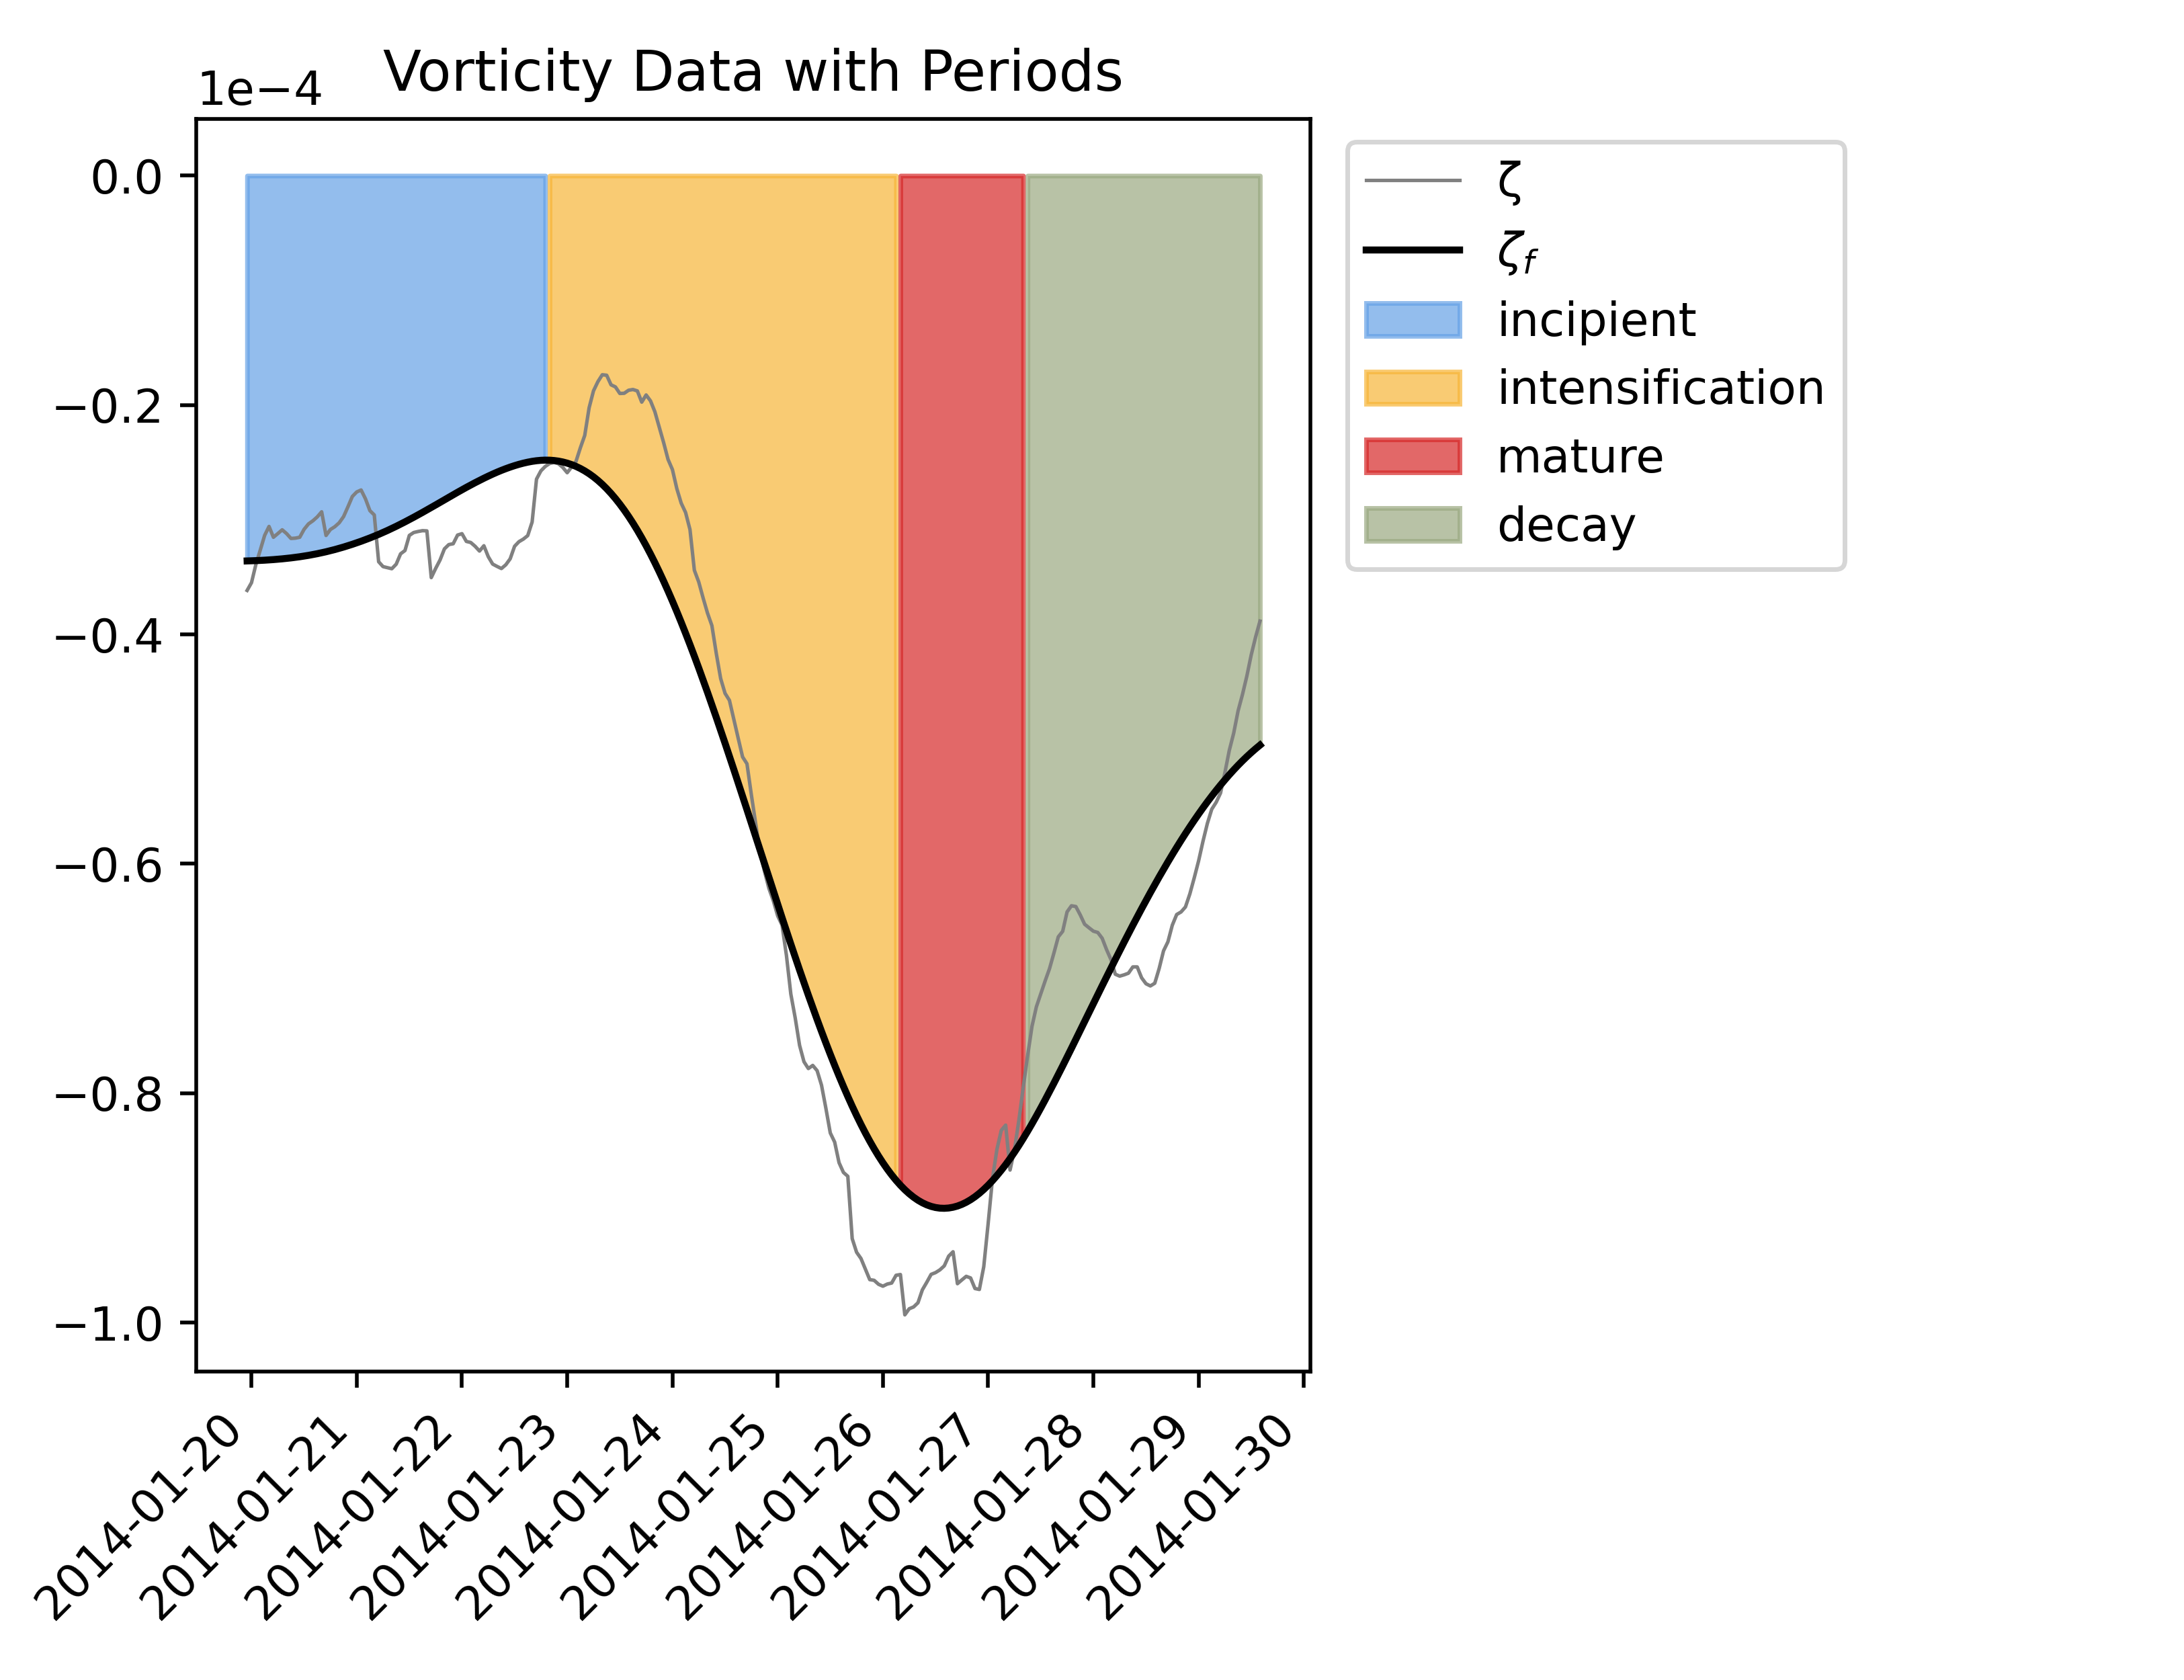 Vorticity Data with Periods
1e−4
0.0
−0.2
−0.4
−0.6
−0.8
−1.0
2014-01-20
2014-01-21
2014-01-22
2014-01-23
2014-01-24
2014-01-25
2014-01-26
2014-01-27
2014-01-28
2014-01-29
2014-01-30
ζ
ζf
incipient
intensification
mature
decay